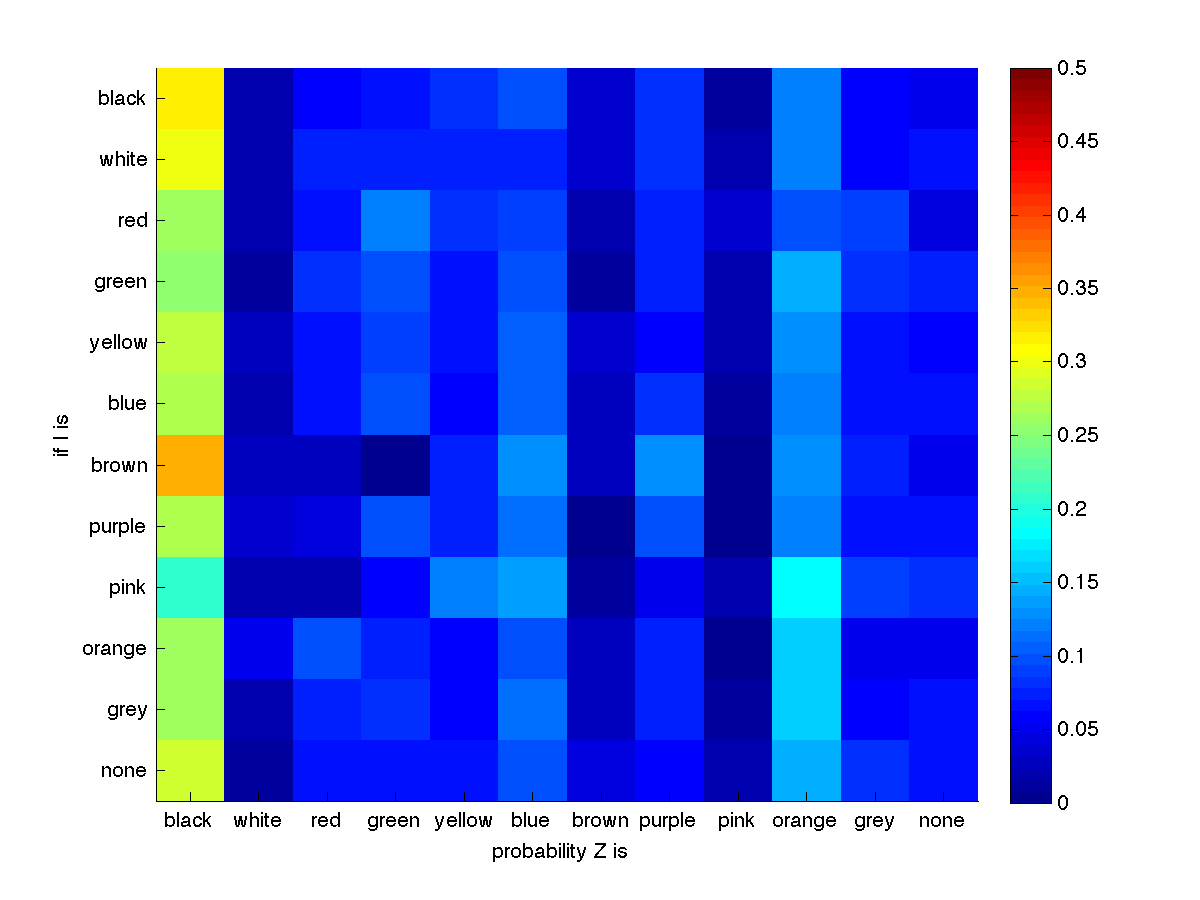 black
white
red
green
yellow
blue
brown
purple
pink
orange
grey
none
if I is
black white red green yellow blue brown purple pink orange grey none
probability Z is
0.5
0.45
0.4
0.35
0.3
0.25
0.2
0.15
0.1
0.05
0